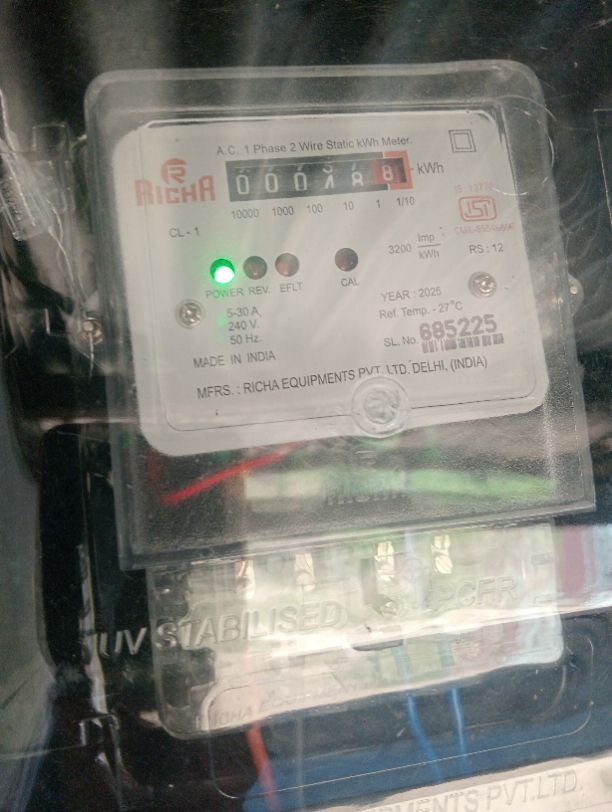 A.C. 1 Phase 2 Wire Static kWh Meter.
RICHA
kWh
10000 1000 100 10 1 1/10
CL - 1
3200 Imp/kWh
RS : 12
POWER REV. EFLT CAL
5-30 A,
240 V.
50 Hz.
YEAR : 2025
Ref. Temp. - 27°C
SL. No. 685225
MADE IN INDIA
MFRS. : RICHA EQUIPMENTS PVT. LTD. DELHI, (INDIA)
UV STABILISED
RICHA
PVT.LTD.